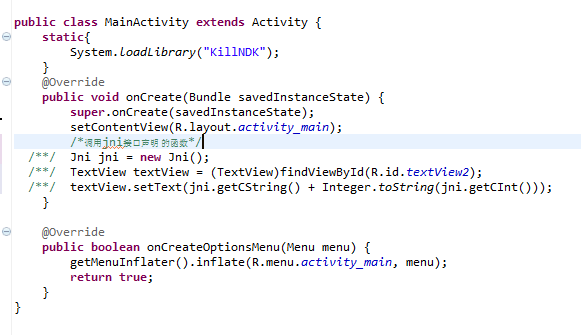 public class MainActivity extends Activity {
static{
System.loadLibrary("KillNDK");
}
@Override
public void onCreate(Bundle savedInstanceState) {
super.onCreate(savedInstanceState);
setContentView(R.layout.activity_main);
/*调用jni接口声明的函数*/
/**/ Jni jni = new Jni();
/**/ TextView textView = (TextView)findViewById(R.id.textView2);
/**/ textView.setText(jni.getCString() + Integer.toString(jni.getCInt()));
}
@Override
public boolean onCreateOptionsMenu(Menu menu) {
getMenuInflater().inflate(R.menu.activity_main, menu);
return true;
}
}